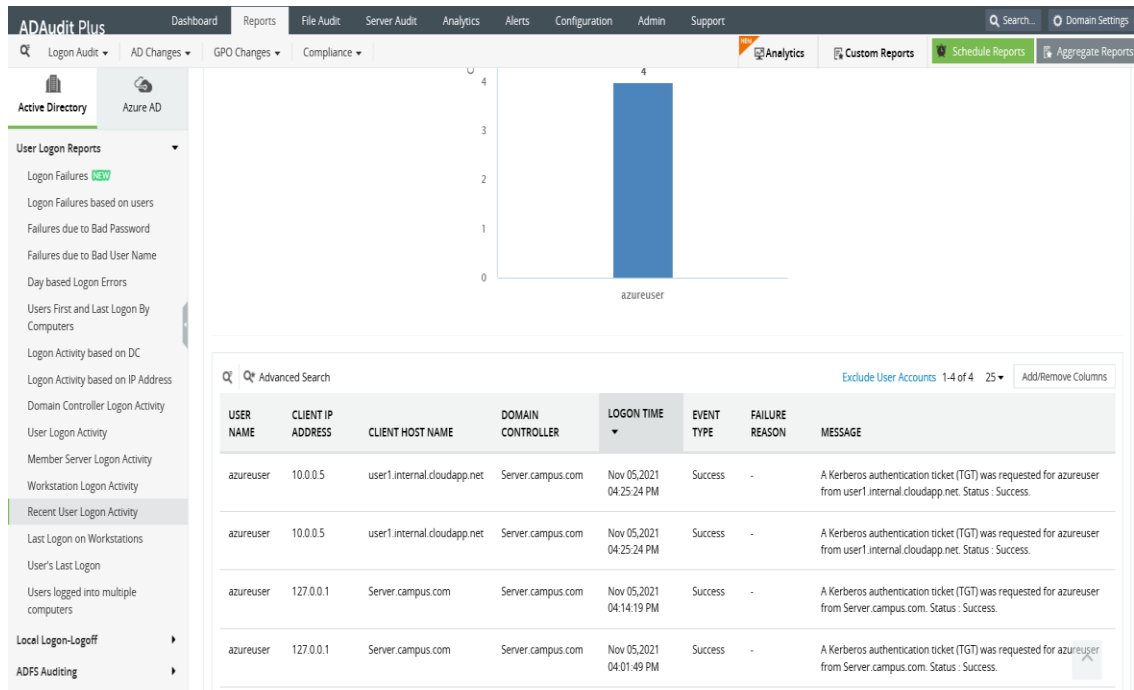 ADAudit Plus
Dashboard Reports File Audit Server Audit Analytics Alerts Configuration Admin Support
Search... Domain Settings
Logon Audit AD Changes GPO Changes Compliance
NEW Analytics Custom Reports Schedule Reports Aggregate Reports
Active Directory Azure AD
User Logon Reports
Logon Failures NEW
Logon Failures based on users
Failures due to Bad Password
Failures due to Bad User Name
Day based Logon Errors
Users First and Last Logon By
Computers
Logon Activity based on DC
Logon Activity based on IP Address
Domain Controller Logon Activity
User Logon Activity
Member Server Logon Activity
Workstation Logon Activity
Recent User Logon Activity
Last Logon on Workstations
User's Last Logon
Users logged into multiple
computers
Local Logon-Logoff
ADFS Auditing
4
4
3
2
1
0
azureuser
Advanced Search
Exclude User Accounts 1-4 of 4 25 Add/Remove Columns
USER NAME CLIENT IP ADDRESS CLIENT HOST NAME DOMAIN CONTROLLER LOGON TIME EVENT TYPE FAILURE REASON MESSAGE
azureuser 10.0.0.5 user1.internal.cloudapp.net Server.campus.com Nov 05,2021 04:25:24 PM Success - A Kerberos authentication ticket (TGT) was requested for azureuser from user1.internal.cloudapp.net. Status : Success.
azureuser 10.0.0.5 user1.internal.cloudapp.net Server.campus.com Nov 05,2021 04:25:24 PM Success - A Kerberos authentication ticket (TGT) was requested for azureuser from user1.internal.cloudapp.net. Status : Success.
azureuser 127.0.0.1 Server.campus.com Server.campus.com Nov 05,2021 04:14:19 PM Success - A Kerberos authentication ticket (TGT) was requested for azureuser from Server.campus.com. Status : Success.
azureuser 127.0.0.1 Server.campus.com Server.campus.com Nov 05,2021 04:01:49 PM Success - A Kerberos authentication ticket (TGT) was requested for azureuser from Server.campus.com. Status : Success.